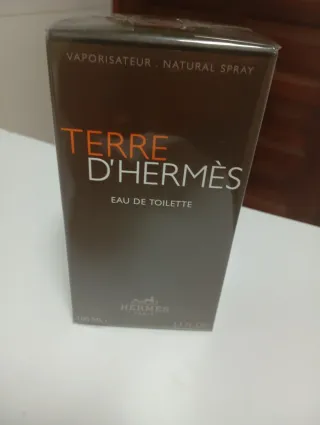 VAPORISATEUR . NATURAL SPRAY
TERRE
D'HERMÈS
EAU DE TOILETTE
HERMES